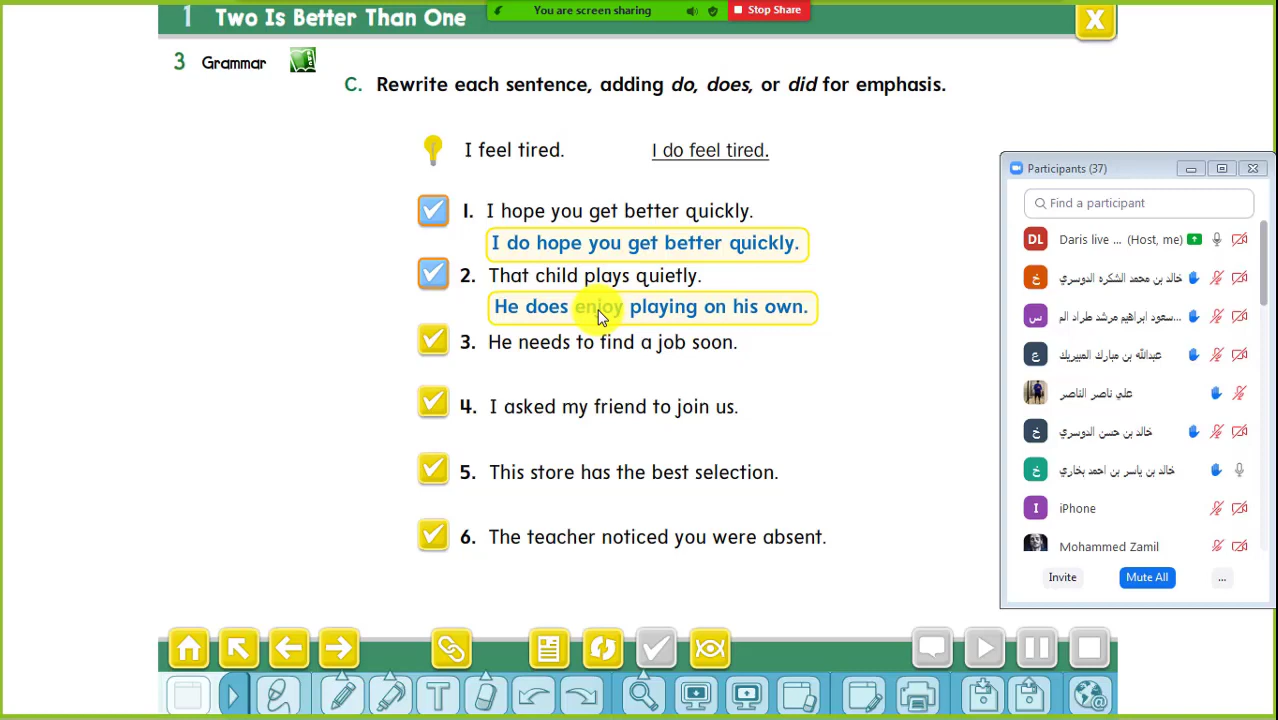 1 Two Is Better Than One
You are screen sharing
Stop Share
X
3 Grammar
C. Rewrite each sentence, adding do, does, or did for emphasis.
I feel tired. I do feel tired.
1. I hope you get better quickly.
I do hope you get better quickly.
2. That child plays quietly.
He does enjoy playing on his own.
3. He needs to find a job soon.
4. I asked my friend to join us.
5. This store has the best selection.
6. The teacher noticed you were absent.
Participants (37)
Find a participant
DL Daris live ... (Host, me)
خ خالد بن محمد الشكره الدوسري
س سعود ابراهيم مرشد طراد الم...
ع عبدالله بن مبارك المبيريك
علي ناصر الناصر
خ خالد بن حسن الدوسري
خ خالد بن ياسر بن احمد بخاري
I iPhone
Mohammed Zamil
Invite
Mute All
...
T